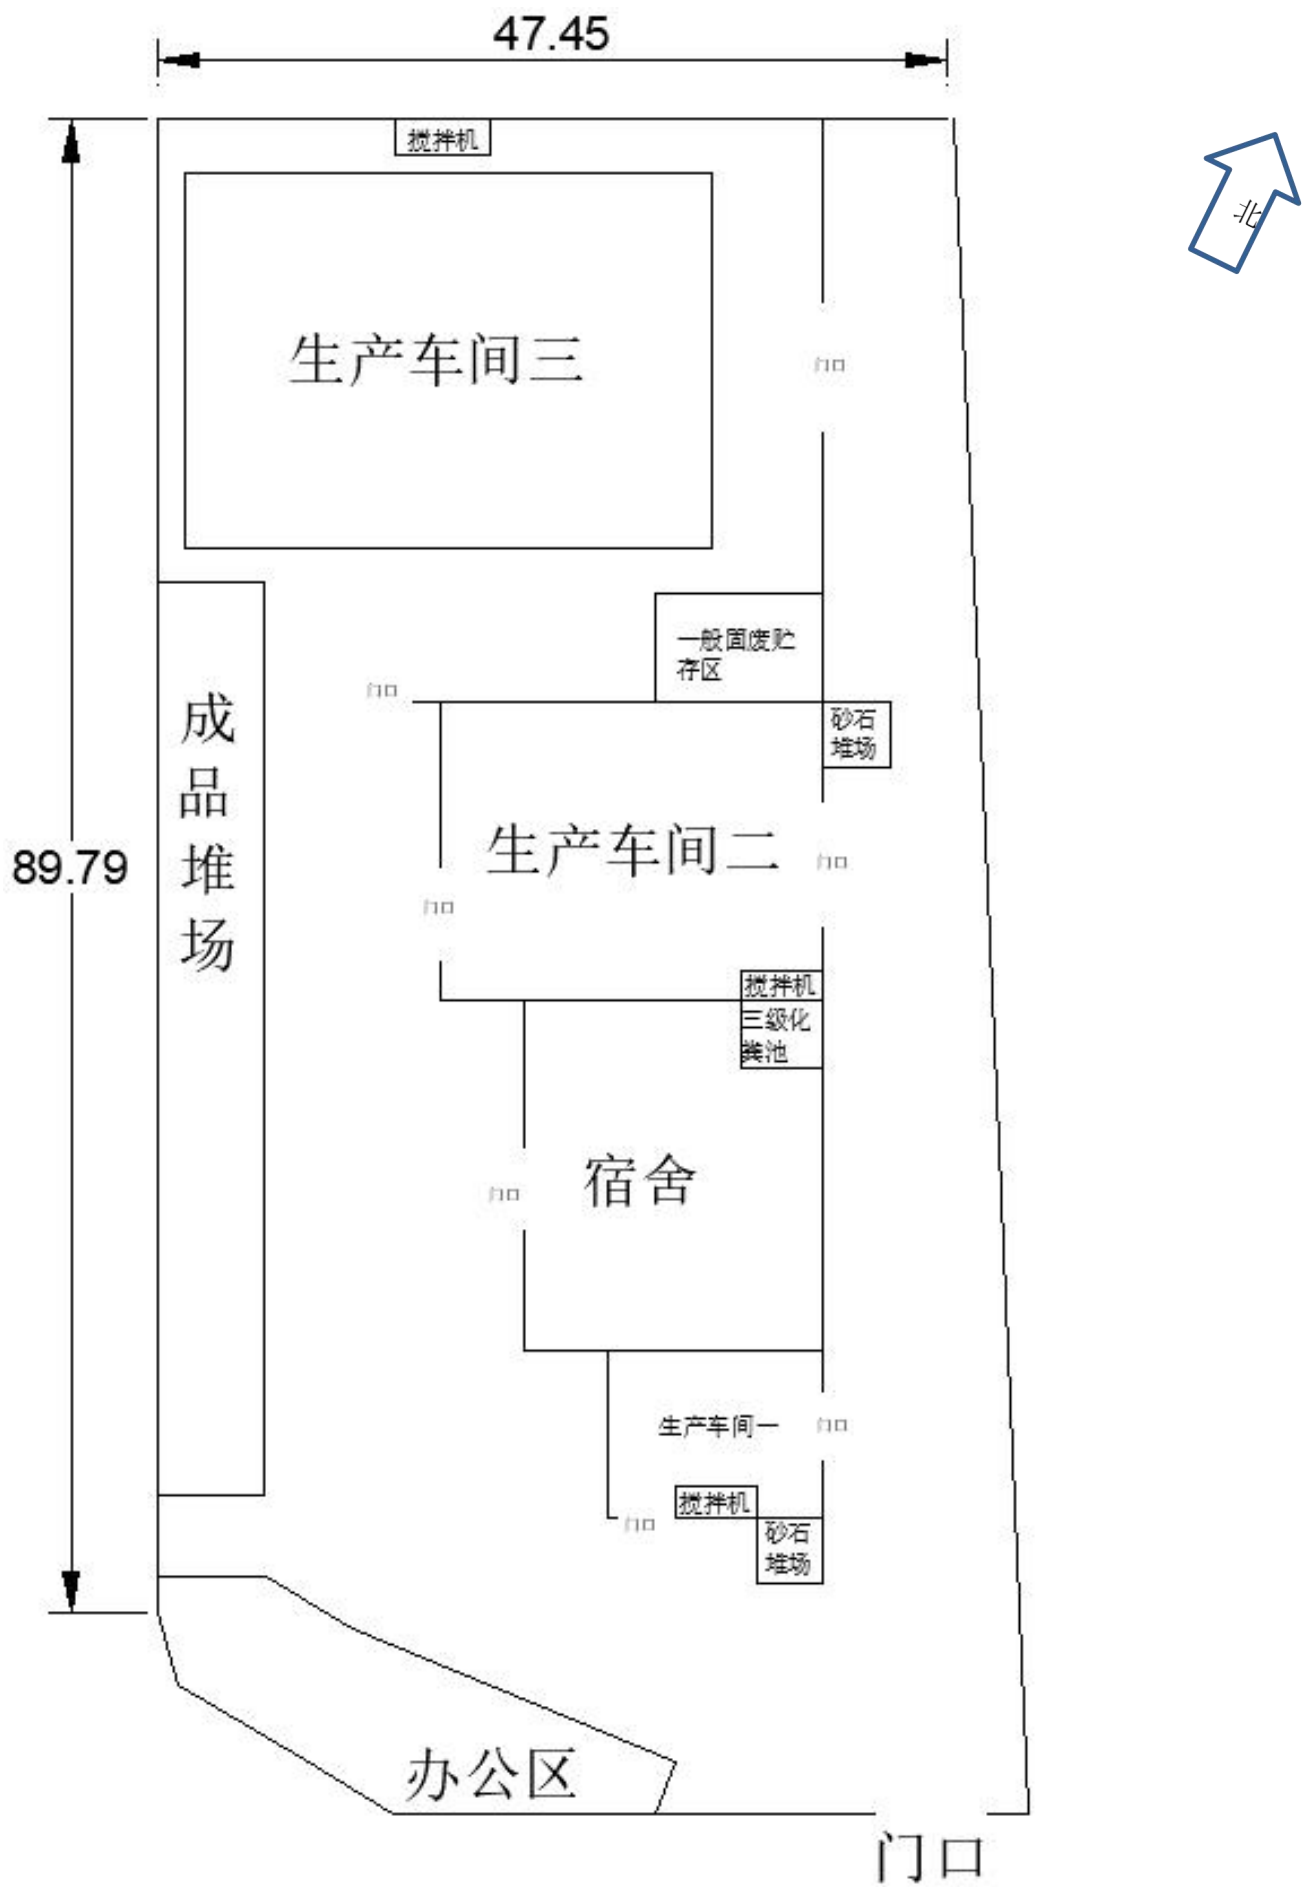 47.45
搅拌机
北
生产车间三
门口
一般固废贮
存区
门口
砂石
堆场
成品堆场
生产车间二
门口
89.79
门口
搅拌机
三级化
粪池
宿舍
门口
生产车间一
门口
搅拌机
门口
砂石
堆场
办公区
门口